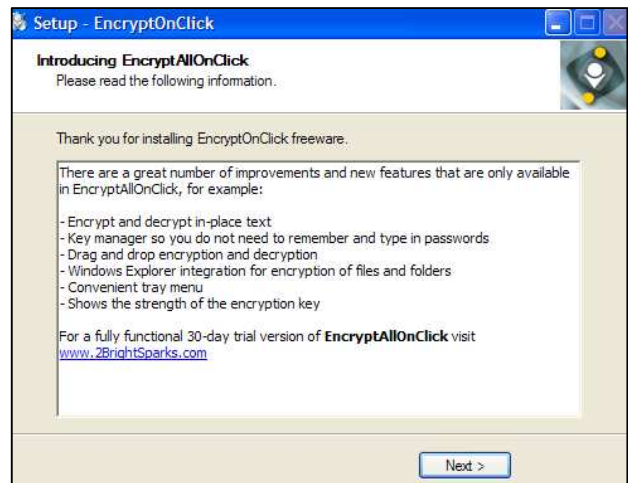 Setup - EncryptOnClick
Introducing EncryptAllOnClick
Please read the following information.
Thank you for installing EncryptOnClick freeware.
There are a great number of improvements and new features that are only available
in EncryptAllOnClick, for example:
- Encrypt and decrypt in-place text
- Key manager so you do not need to remember and type in passwords
- Drag and drop encryption and decryption
- Windows Explorer integration for encryption of files and folders
- Convenient tray menu
- Shows the strength of the encryption key
For a fully functional 30-day trial version of EncryptAllOnClick visit
www.2BrightSparks.com
Next >